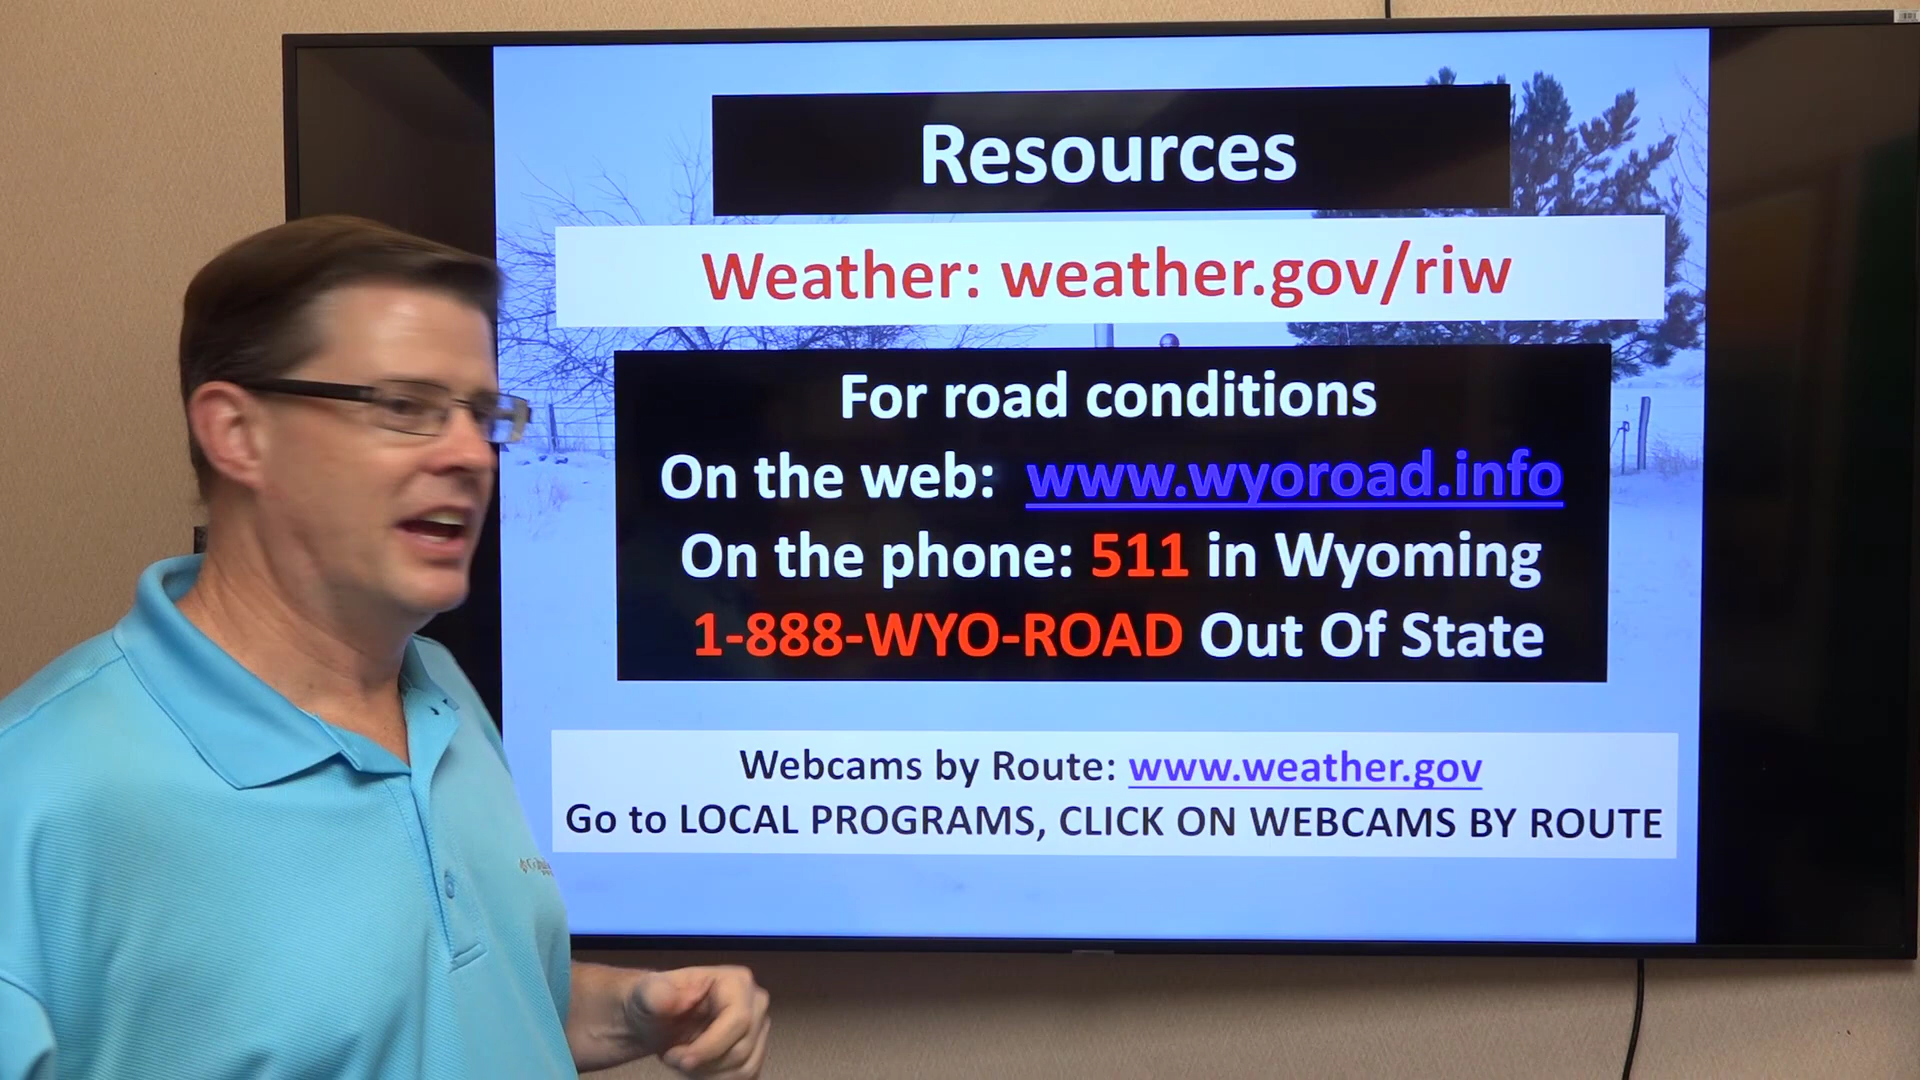 Resources
Weather: weather.gov/riw
For road conditions
On the web: www.wyoroad.info
On the phone: 511 in Wyoming
1-888-WYO-ROAD Out Of State
Webcams by Route: www.weather.gov
Go to LOCAL PROGRAMS, CLICK ON WEBCAMS BY ROUTE